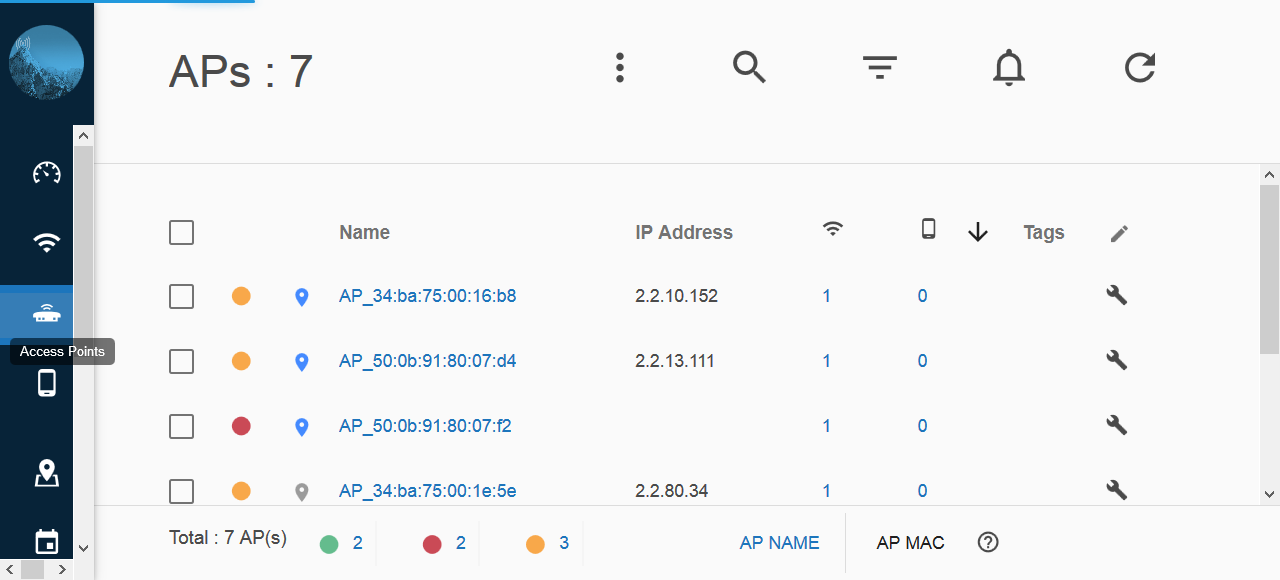 APs : 7
Name IP Address Tags
AP_34:ba:75:00:16:b8 2.2.10.152 1 0
Access Points
AP_50:0b:91:80:07:d4 2.2.13.111 1 0
AP_50:0b:91:80:07:f2 1 0
AP_34:ba:75:00:1e:5e 2.2.80.34 1 0
Total : 7 AP(s) 2 2 3 AP NAME AP MAC